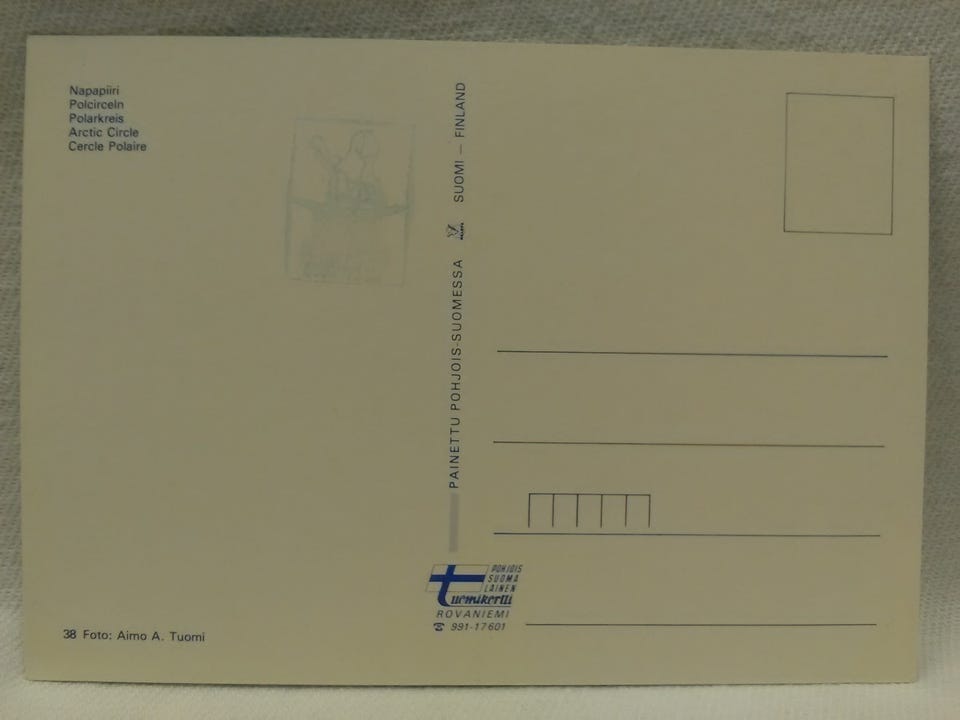 Napapiiri
Polcirceln
Polarkreis
Arctic Circle
Cercle Polaire
38 Foto: Aimo A. Tuomi
PAINETTU POHJOIS-SUOMESSA SUOMI — FINLAND
POHJOIS
SUOMA
LAINEN
tuomikortti
ROVANIEMI
☎ 991-17601